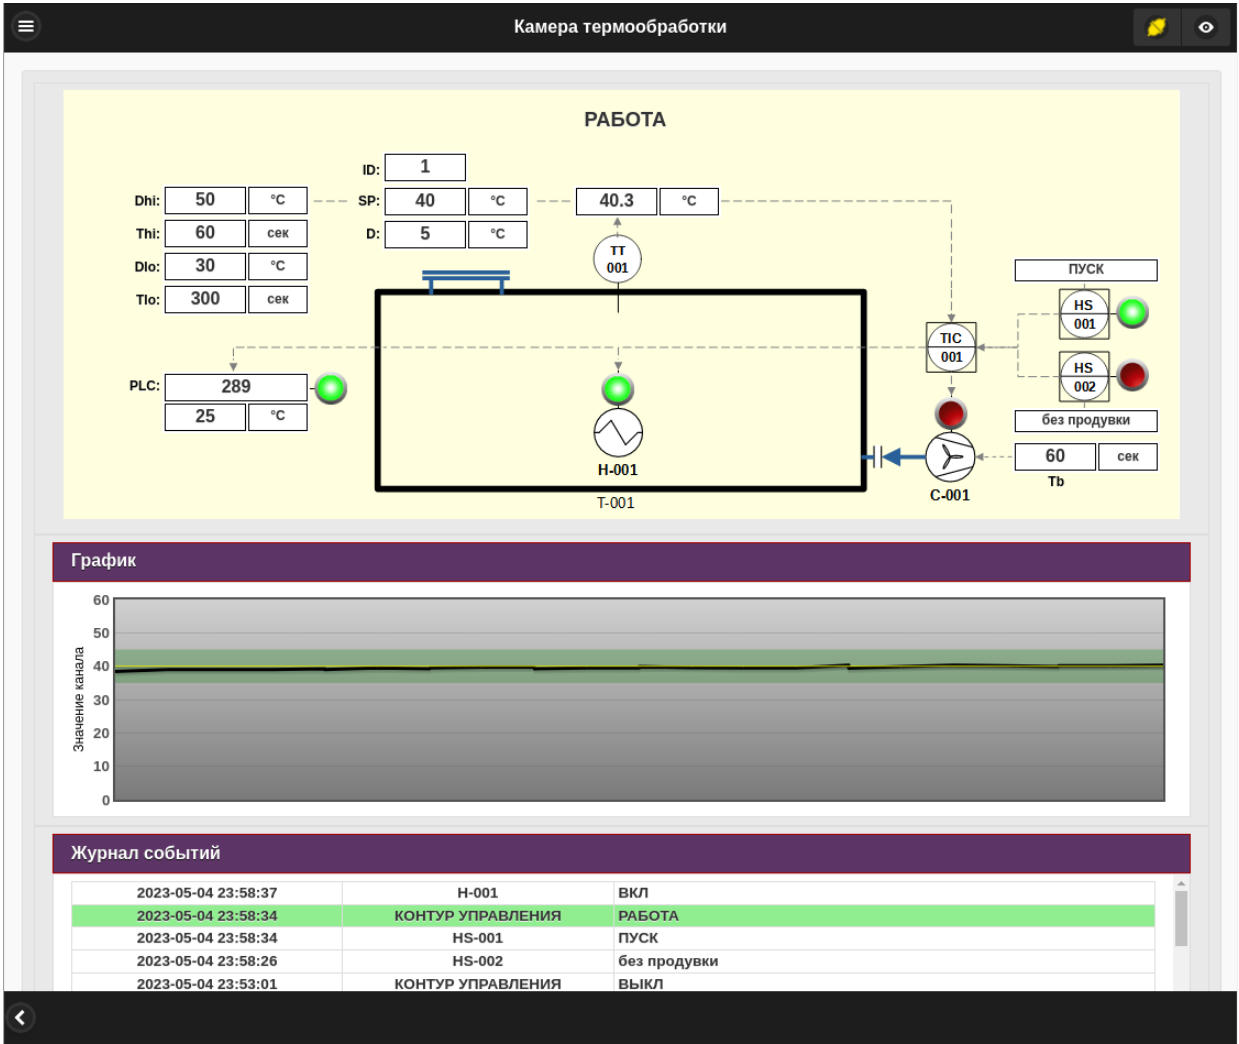 Камера термообработки
РАБОТА
ID: 1
Dhi: 50 °C SP: 40 °C 40.3 °C
Thi: 60 сек D: 5 °C
Dlo: 30 °C
Tlo: 300 сек
TT
001
ПУСК
HS
001
TIC
001
HS
002
без продувки
PLC: 289
25 °C
60 сек
Tb
H-001
C-001
T-001
График
Значение канала
60
50
40
30
20
10
0
Журнал событий
2023-05-04 23:58:37 H-001 ВКЛ
2023-05-04 23:58:34 КОНТУР УПРАВЛЕНИЯ РАБОТА
2023-05-04 23:58:34 HS-001 ПУСК
2023-05-04 23:58:26 HS-002 без продувки
2023-05-04 23:53:01 КОНТУР УПРАВЛЕНИЯ ВЫКЛ